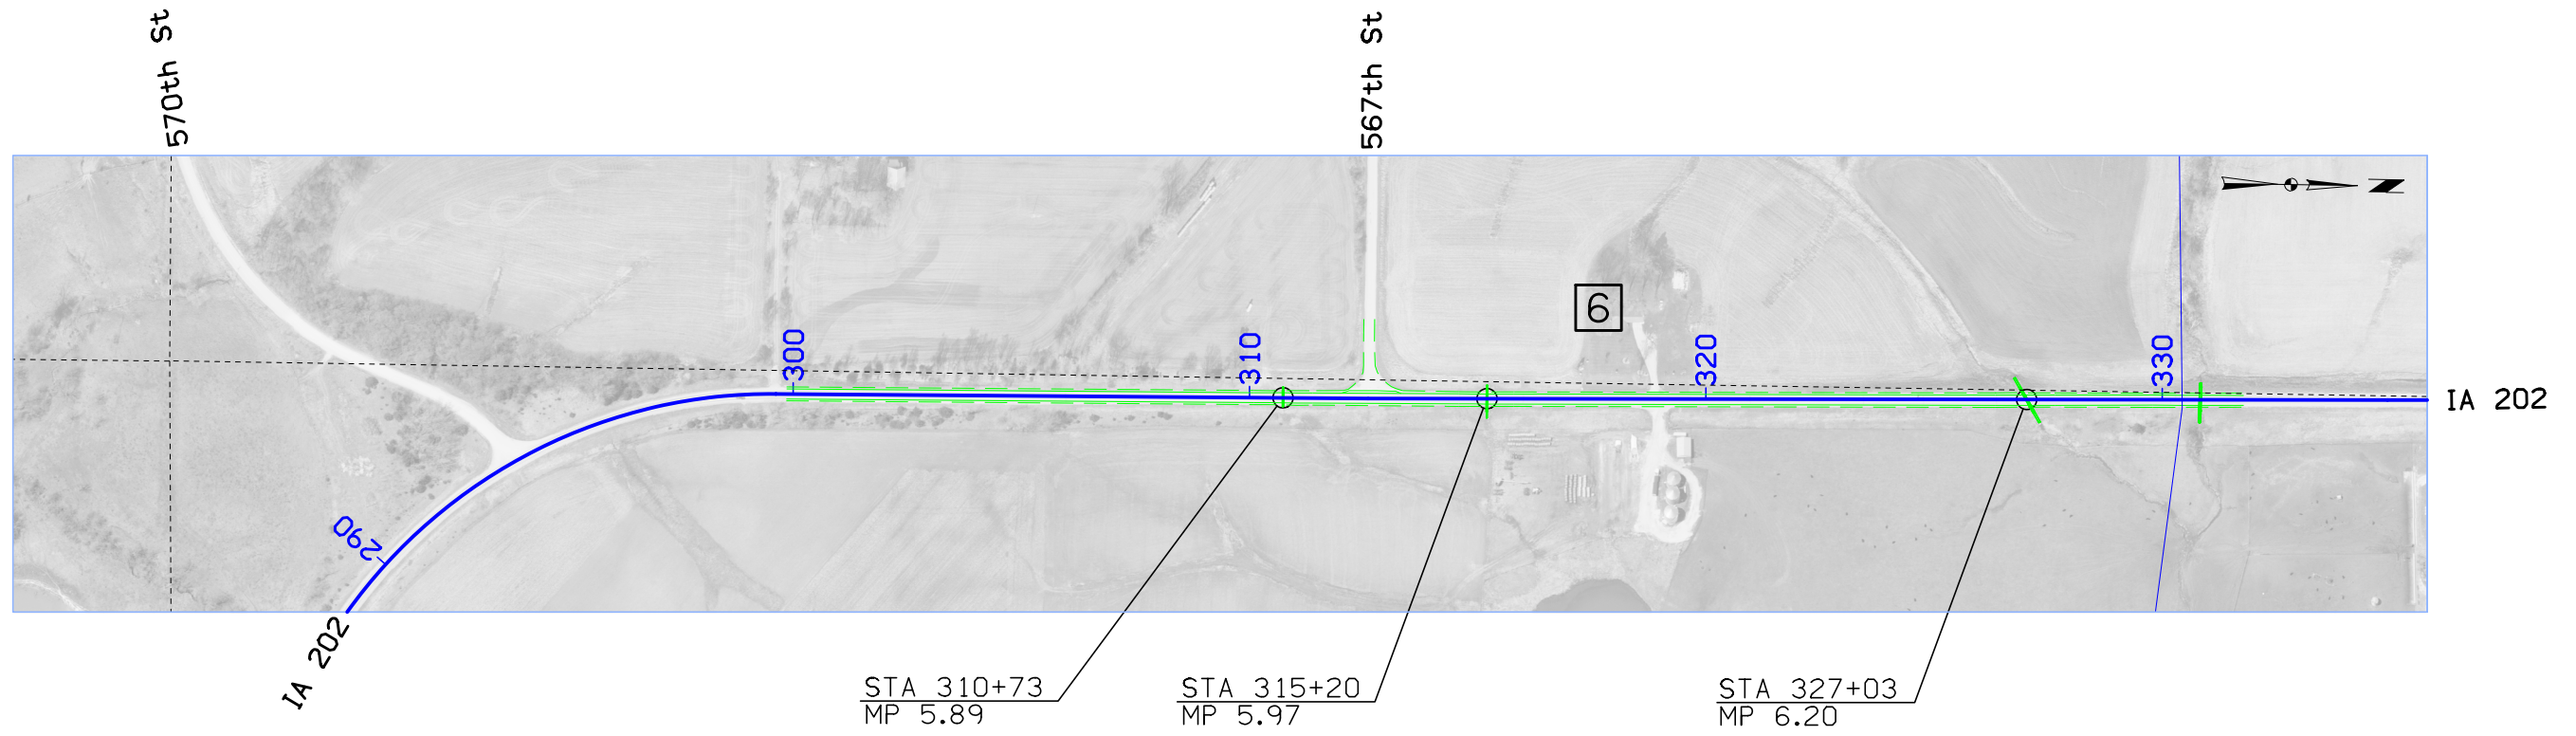 570th St
567th St
6
300
310
320
330
IA 202
290
IA 202
STA 310+73
MP 5.89
STA 315+20
MP 5.97
STA 327+03
MP 6.20
N